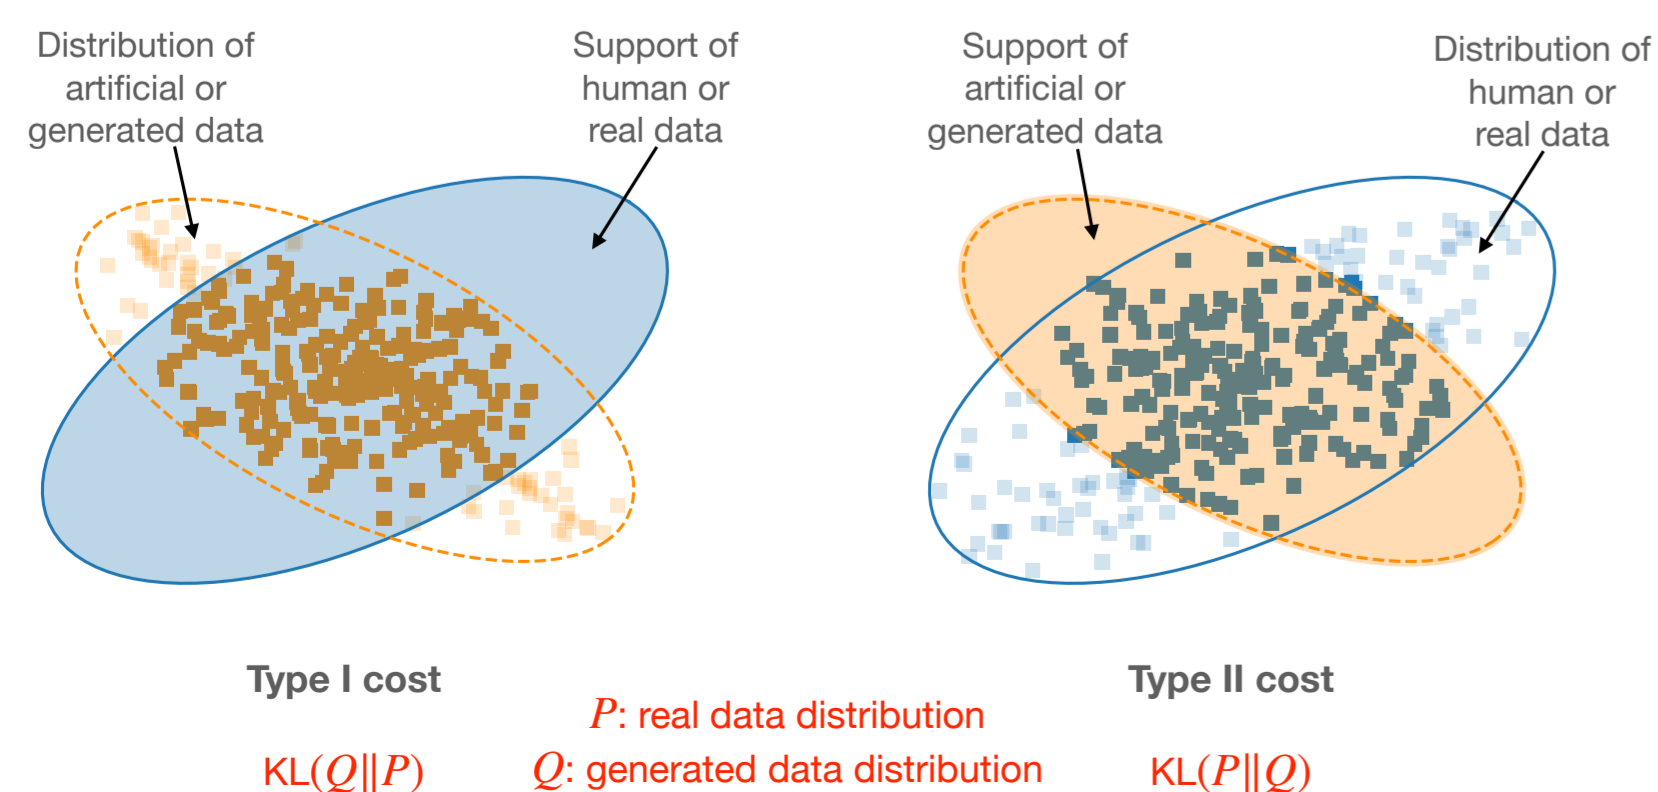 Distribution of
artificial or
generated data
Support of
human or
real data
Support of
artificial or
generated data
Distribution of
human or
real data
Type I cost
Type II cost
P: real data distribution
KL(Q||P)
Q: generated data distribution
KL(P||Q)